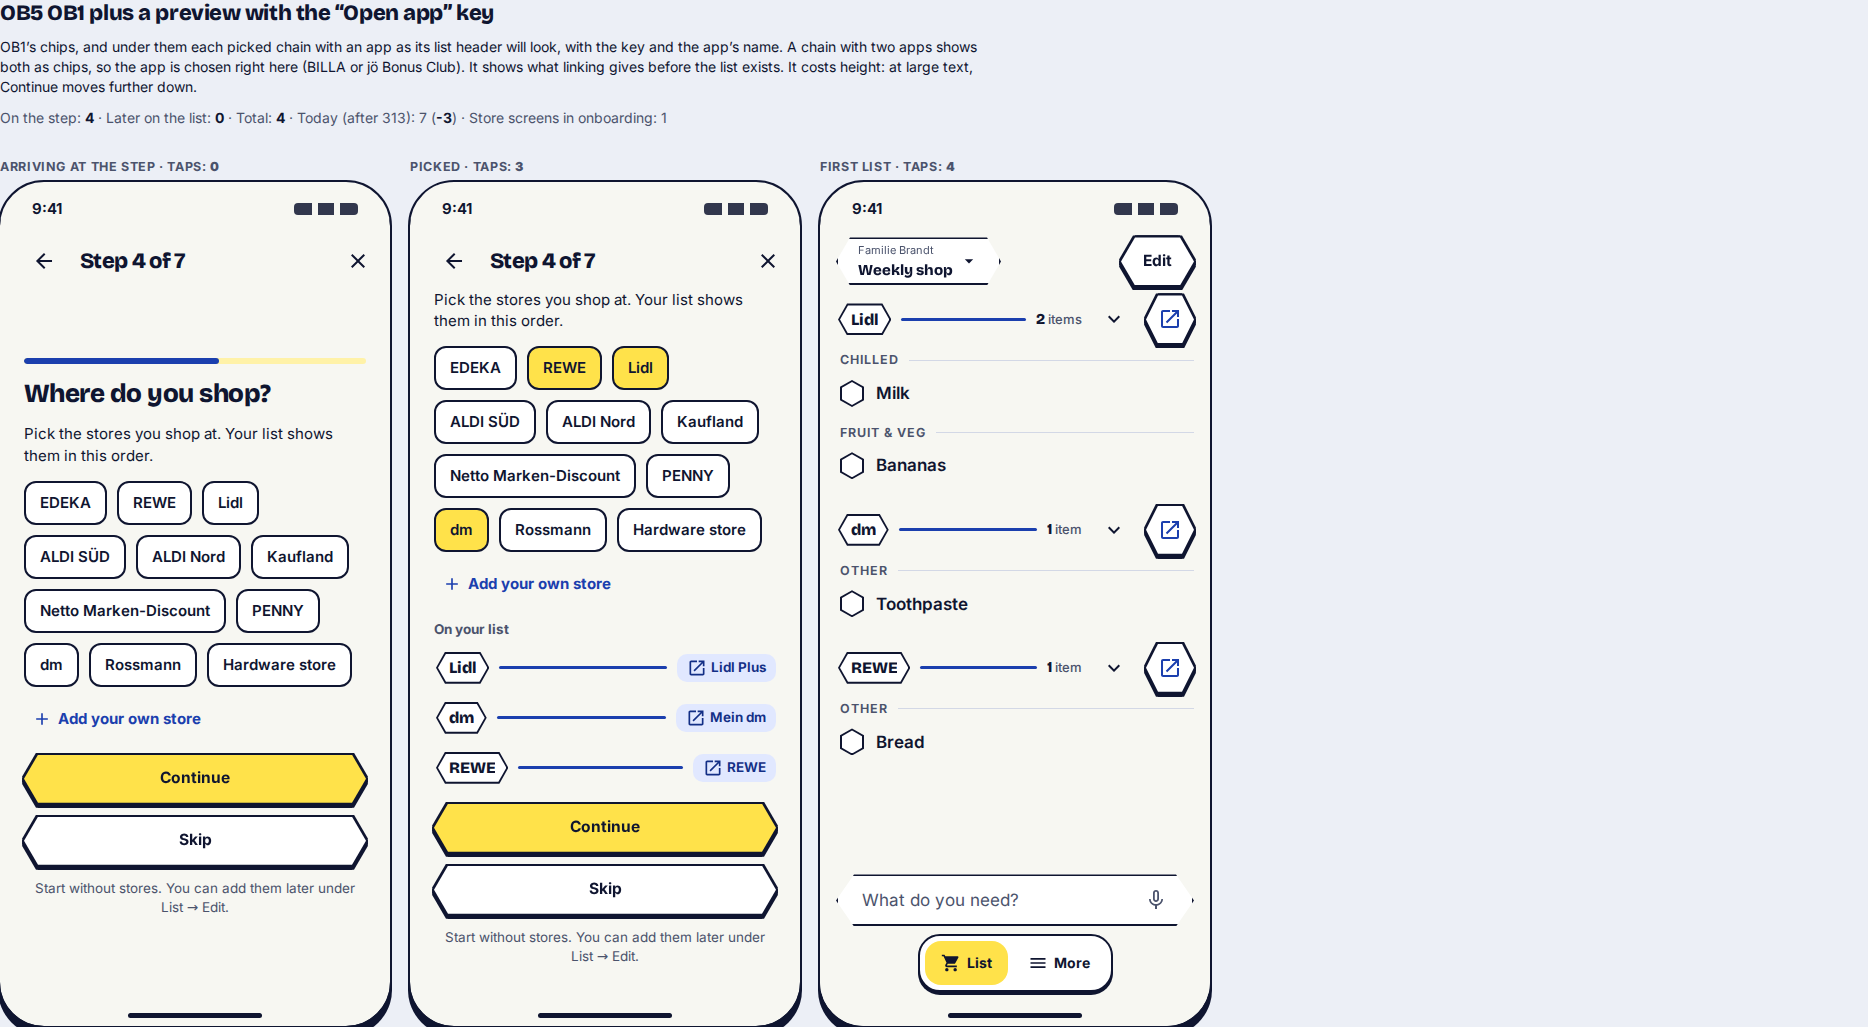 OB5 OB1 plus a preview with the “Open app” key
OB1’s chips, and under them each picked chain with an app as its list header will look, with the key and the app’s name. A chain with two apps shows
both as chips, so the app is chosen right here (BILLA or jö Bonus Club). It shows what linking gives before the list exists. It costs height: at large text,
Continue moves further down.
On the step: 4 · Later on the list: 0 · Total: 4 · Today (after 313): 7 (-3) · Store screens in onboarding: 1
ARRIVING AT THE STEP · TAPS: 0
9:41
Step 4 of 7
Where do you shop?
Pick the stores you shop at. Your list shows
them in this order.
EDEKA REWE Lidl
ALDI SÜD ALDI Nord Kaufland
Netto Marken-Discount PENNY
dm Rossmann Hardware store
Add your own store
Continue
Skip
Start without stores. You can add them later under
List → Edit.
PICKED · TAPS: 3
9:41
Step 4 of 7
Pick the stores you shop at. Your list shows
them in this order.
EDEKA REWE Lidl
ALDI SÜD ALDI Nord Kaufland
Netto Marken-Discount PENNY
dm Rossmann Hardware store
Add your own store
On your list
Lidl Lidl Plus
dm Mein dm
REWE REWE
Continue
Skip
Start without stores. You can add them later under
List → Edit.
FIRST LIST · TAPS: 4
9:41
Familie Brandt
Weekly shop
Edit
Lidl 2 items
CHILLED
Milk
FRUIT & VEG
Bananas
dm 1 item
OTHER
Toothpaste
REWE 1 item
OTHER
Bread
What do you need?
List More